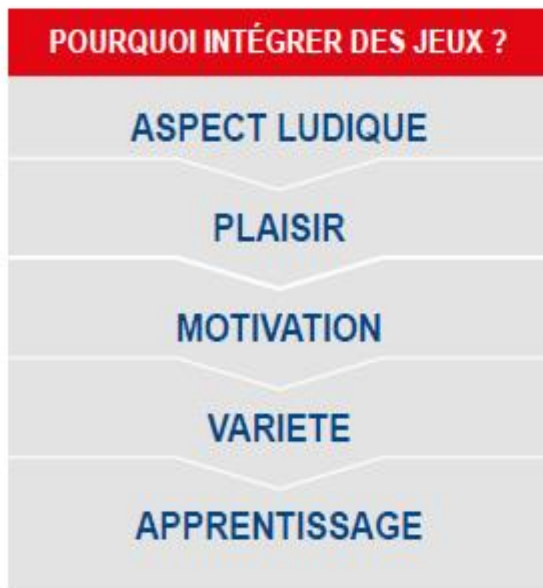 POURQUOI INTÉGRER DES JEUX ?
ASPECT LUDIQUE
PLAISIR
MOTIVATION
VARIETE
APPRENTISSAGE